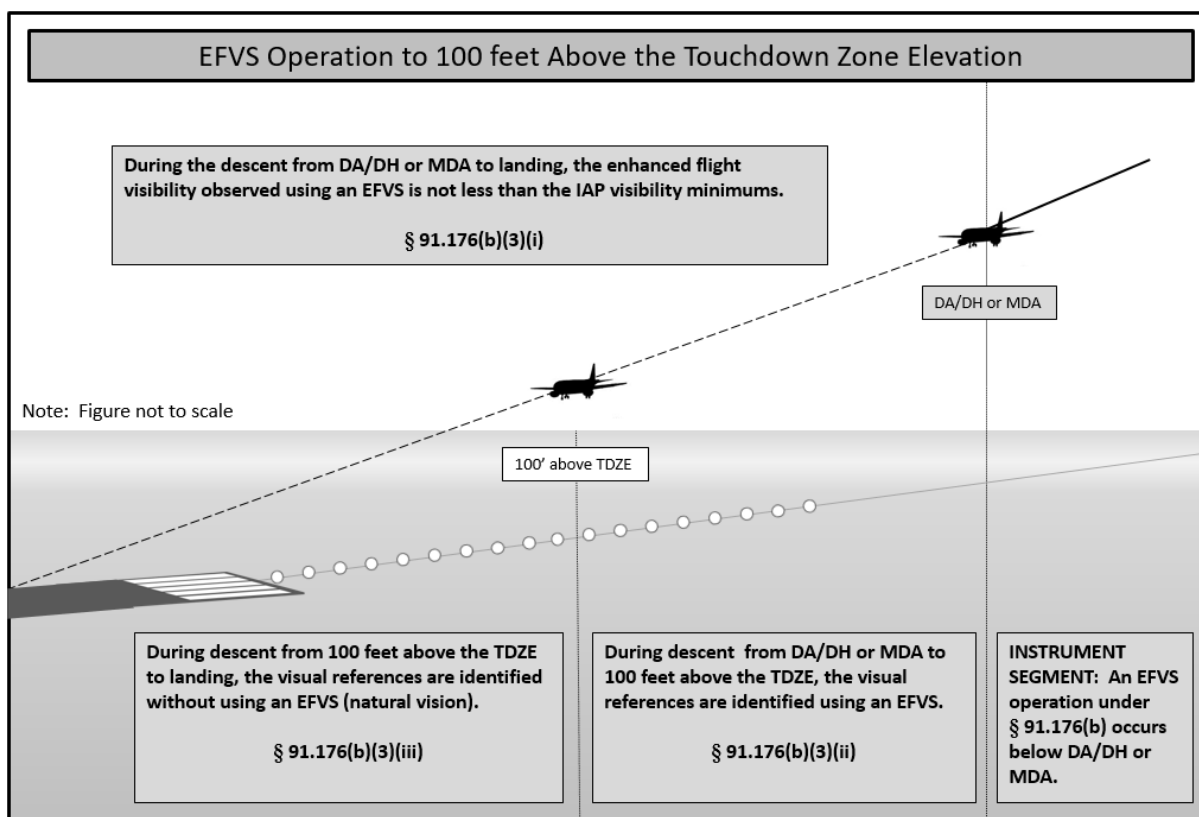 EFVS Operation to 100 feet Above the Touchdown Zone Elevation
During the descent from DA/DH or MDA to landing, the enhanced flight
visibility observed using an EFVS is not less than the IAP visibility minimums.
§ 91.176(b)(3)(i)
DA/DH or MDA
Note: Figure not to scale
100’ above TDZE
During descent from 100 feet above the TDZE
to landing, the visual references are identified
without using an EFVS (natural vision).
§ 91.176(b)(3)(iii)
During descent from DA/DH or MDA to
100 feet above the TDZE, the visual
references are identified using an EFVS.
§ 91.176(b)(3)(ii)
INSTRUMENT
SEGMENT: An EFVS
operation under
§ 91.176(b) occurs
below DA/DH or
MDA.